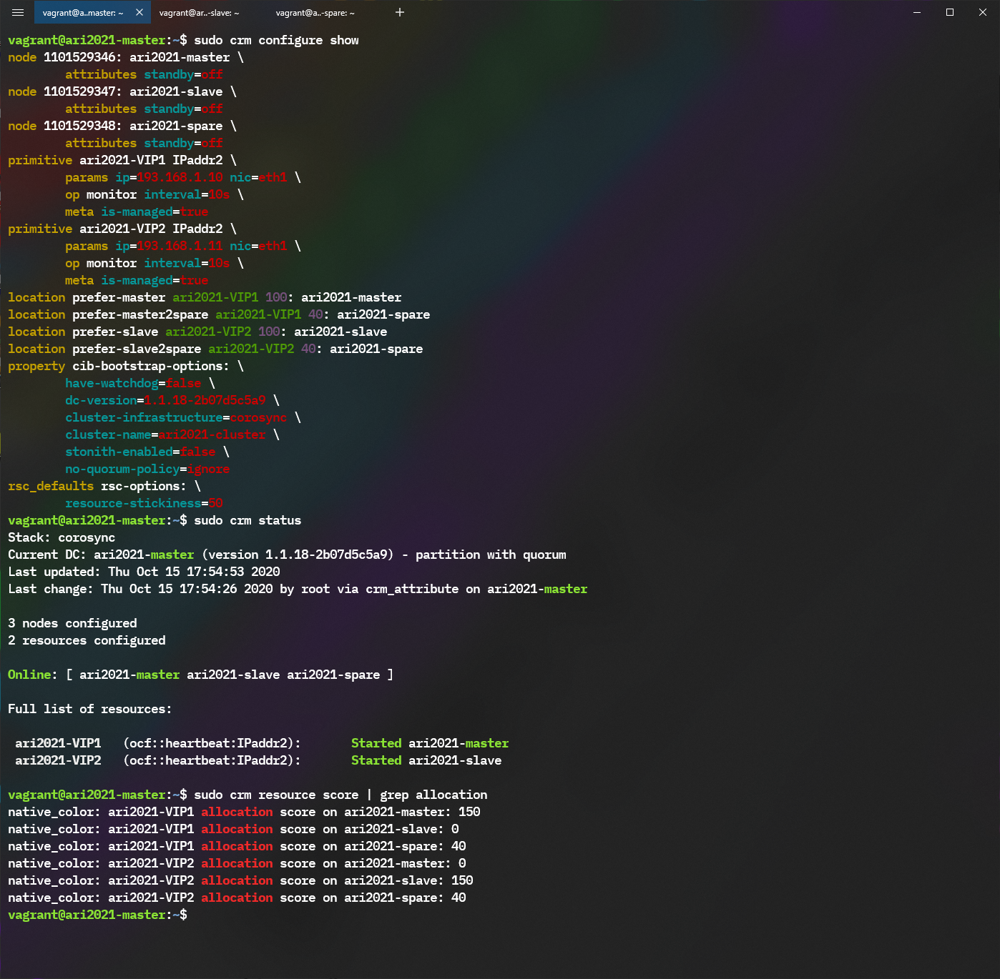 vagrant@a..master: ~ vagrant@ar..-slave: ~ vagrant@a..-spare: ~
vagrant@ari2021-master:~$ sudo crm configure show
node 1101529346: ari2021-master \
        attributes standby=off
node 1101529347: ari2021-slave \
        attributes standby=off
node 1101529348: ari2021-spare \
        attributes standby=off
primitive ari2021-VIP1 IPaddr2 \
        params ip=193.168.1.10 nic=eth1 \
        op monitor interval=10s \
        meta is-managed=true
primitive ari2021-VIP2 IPaddr2 \
        params ip=193.168.1.11 nic=eth1 \
        op monitor interval=10s \
        meta is-managed=true
location prefer-master ari2021-VIP1 100: ari2021-master
location prefer-master2spare ari2021-VIP1 40: ari2021-spare
location prefer-slave ari2021-VIP2 100: ari2021-slave
location prefer-slave2spare ari2021-VIP2 40: ari2021-spare
property cib-bootstrap-options: \
        have-watchdog=false \
        dc-version=1.1.18-2b07d5c5a9 \
        cluster-infrastructure=corosync \
        cluster-name=ari2021-cluster \
        stonith-enabled=false \
        no-quorum-policy=ignore
rsc_defaults rsc-options: \
        resource-stickiness=50
vagrant@ari2021-master:~$ sudo crm status
Stack: corosync
Current DC: ari2021-master (version 1.1.18-2b07d5c5a9) - partition with quorum
Last updated: Thu Oct 15 17:54:53 2020
Last change: Thu Oct 15 17:54:26 2020 by root via crm_attribute on ari2021-master
3 nodes configured
2 resources configured
Online: [ ari2021-master ari2021-slave ari2021-spare ]
Full list of resources:
 ari2021-VIP1   (ocf::heartbeat:IPaddr2):       Started ari2021-master
 ari2021-VIP2   (ocf::heartbeat:IPaddr2):       Started ari2021-slave
vagrant@ari2021-master:~$ sudo crm resource score | grep allocation
native_color: ari2021-VIP1 allocation score on ari2021-master: 150
native_color: ari2021-VIP1 allocation score on ari2021-slave: 0
native_color: ari2021-VIP1 allocation score on ari2021-spare: 40
native_color: ari2021-VIP2 allocation score on ari2021-master: 0
native_color: ari2021-VIP2 allocation score on ari2021-slave: 150
native_color: ari2021-VIP2 allocation score on ari2021-spare: 40
vagrant@ari2021-master:~$